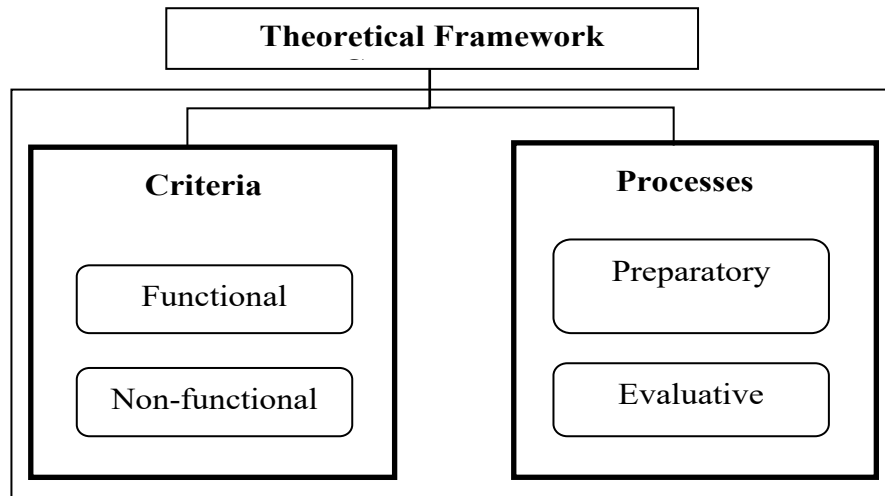 Theoretical Framework
Criteria
Functional
Non-functional
Processes
Preparatory
Evaluative